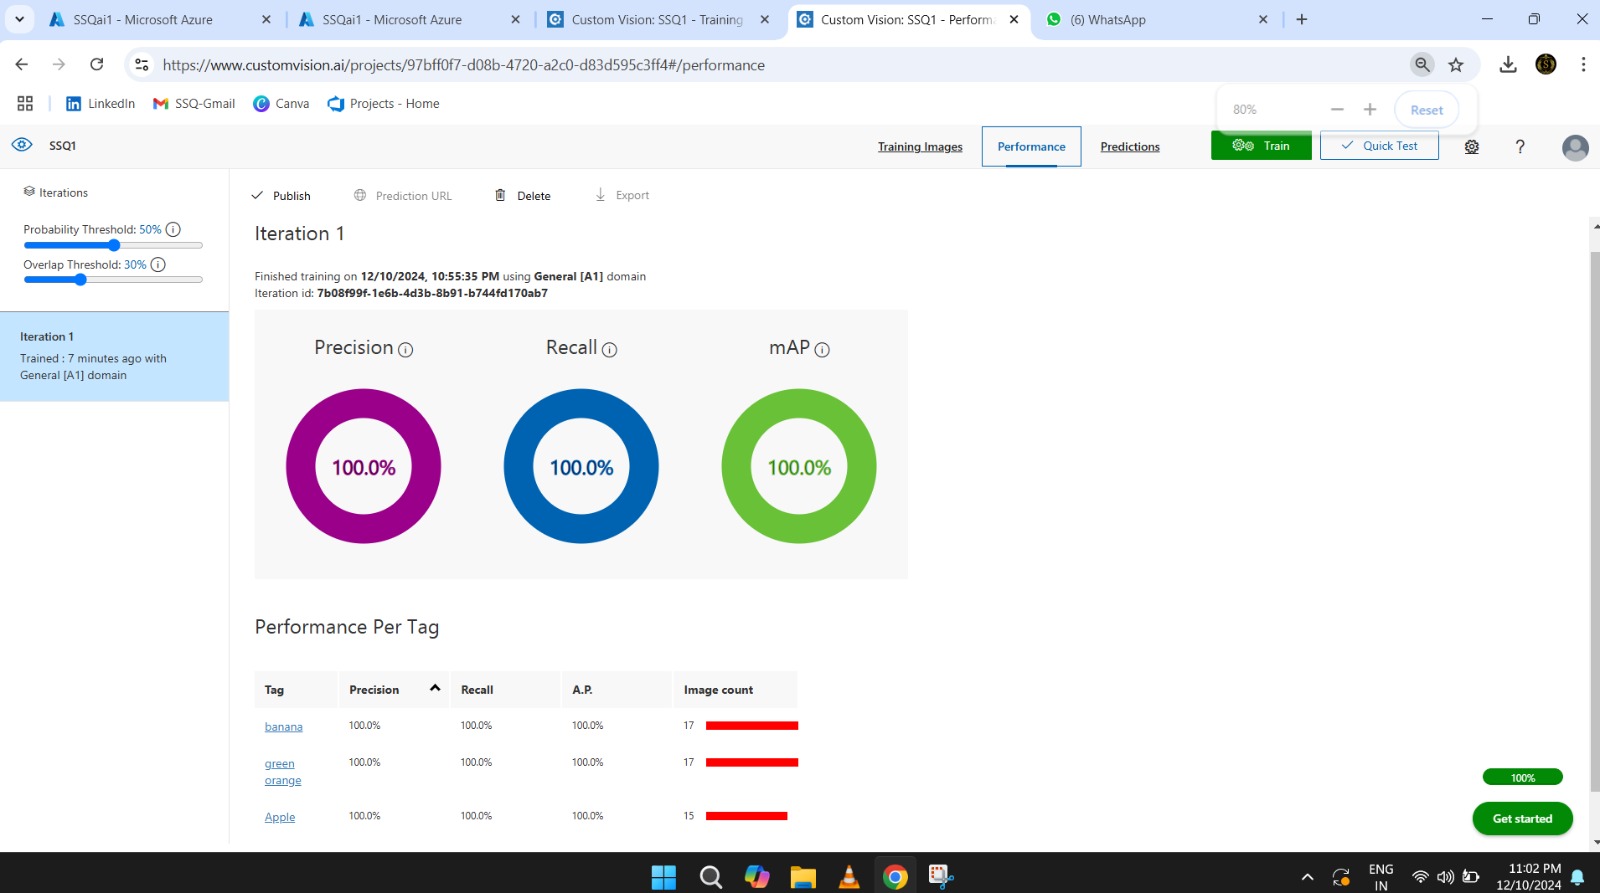 SSQai1 - Microsoft Azure
SSQai1 - Microsoft Azure
Custom Vision: SSQ1 - Training
Custom Vision: SSQ1 - Perform
(6) WhatsApp
https://www.customvision.ai/projects/97bff0f7-d08b-4720-a2c0-d83d595c3ff4#/performance
LinkedIn
SSQ-Gmail
Canva
Projects - Home
80%
Reset
SSQ1
Training Images
Performance
Predictions
Train
Quick Test
?
Iterations
Probability Threshold: 50%
Overlap Threshold: 30%
Iteration 1
Trained : 7 minutes ago with
General [A1] domain
Publish
Prediction URL
Delete
Export
Iteration 1
Finished training on 12/10/2024, 10:55:35 PM using General [A1] domain
Iteration id: 7b08f99f-1e6b-4d3b-8b91-b744fd170ab7
Precision
Recall
mAP
100.0%
100.0%
100.0%
Performance Per Tag
Tag Precision Recall A.P. Image count
banana 100.0% 100.0% 100.0% 17
green 100.0% 100.0% 100.0% 17
orange
Apple 100.0% 100.0% 100.0% 15
100%
Get started
ENG
IN
11:02 PM
12/10/2024